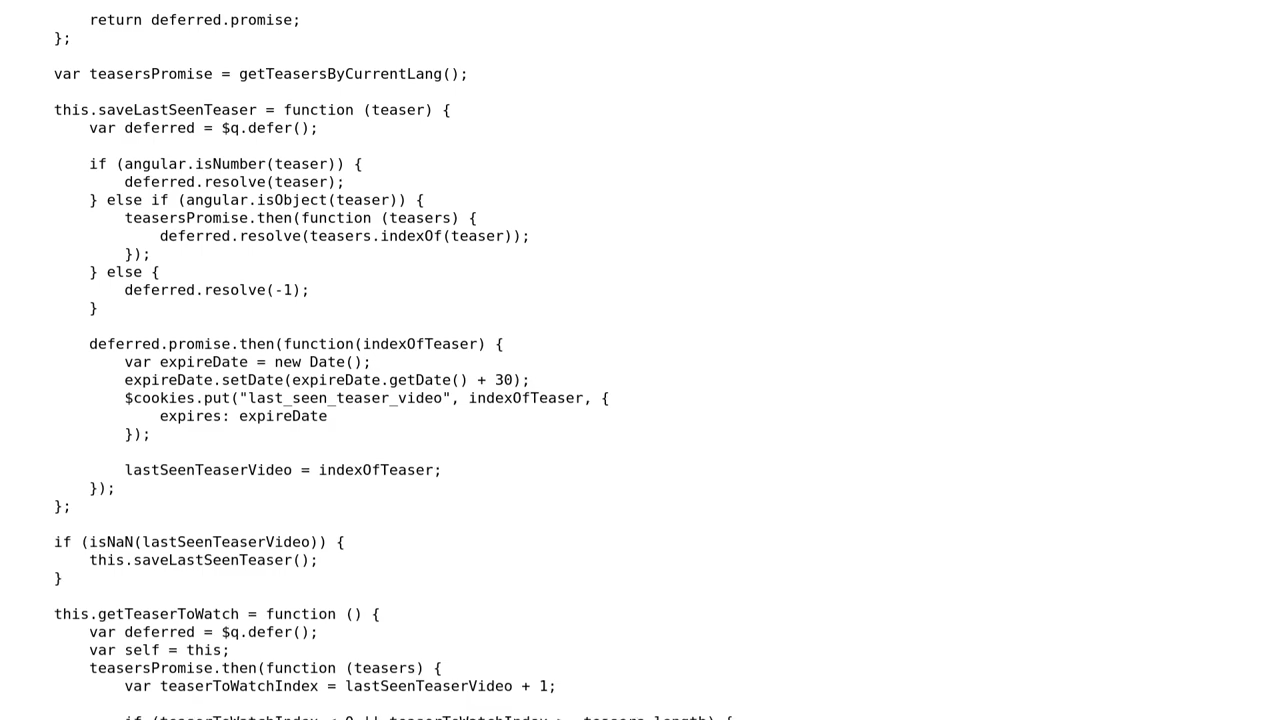 return deferred.promise;
};
var teasersPromise = getTeasersByCurrentLang();
this.saveLastSeenTeaser = function (teaser) {
var deferred = $q.defer();
if (angular.isNumber(teaser)) {
deferred.resolve(teaser);
} else if (angular.isObject(teaser)) {
teasersPromise.then(function (teasers) {
deferred.resolve(teasers.indexOf(teaser));
});
} else {
deferred.resolve(-1);
}
deferred.promise.then(function(indexOfTeaser) {
var expireDate = new Date();
expireDate.setDate(expireDate.getDate() + 30);
$cookies.put("last_seen_teaser_video", indexOfTeaser, {
expires: expireDate
});
lastSeenTeaserVideo = indexOfTeaser;
});
};
if (isNaN(lastSeenTeaserVideo)) {
this.saveLastSeenTeaser();
}
this.getTeaserToWatch = function () {
var deferred = $q.defer();
var self = this;
teasersPromise.then(function (teasers) {
var teaserToWatchIndex = lastSeenTeaserVideo + 1;